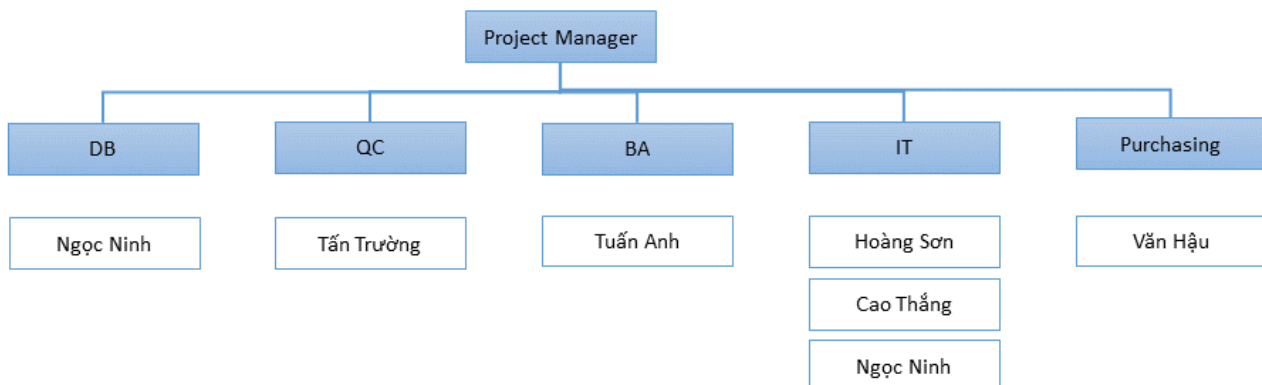 Project Manager
DB
QC
BA
IT
Purchasing
Ngọc Ninh
Tấn Trường
Tuấn Anh
Hoàng Sơn
Văn Hậu
Cao Thắng
Ngọc Ninh